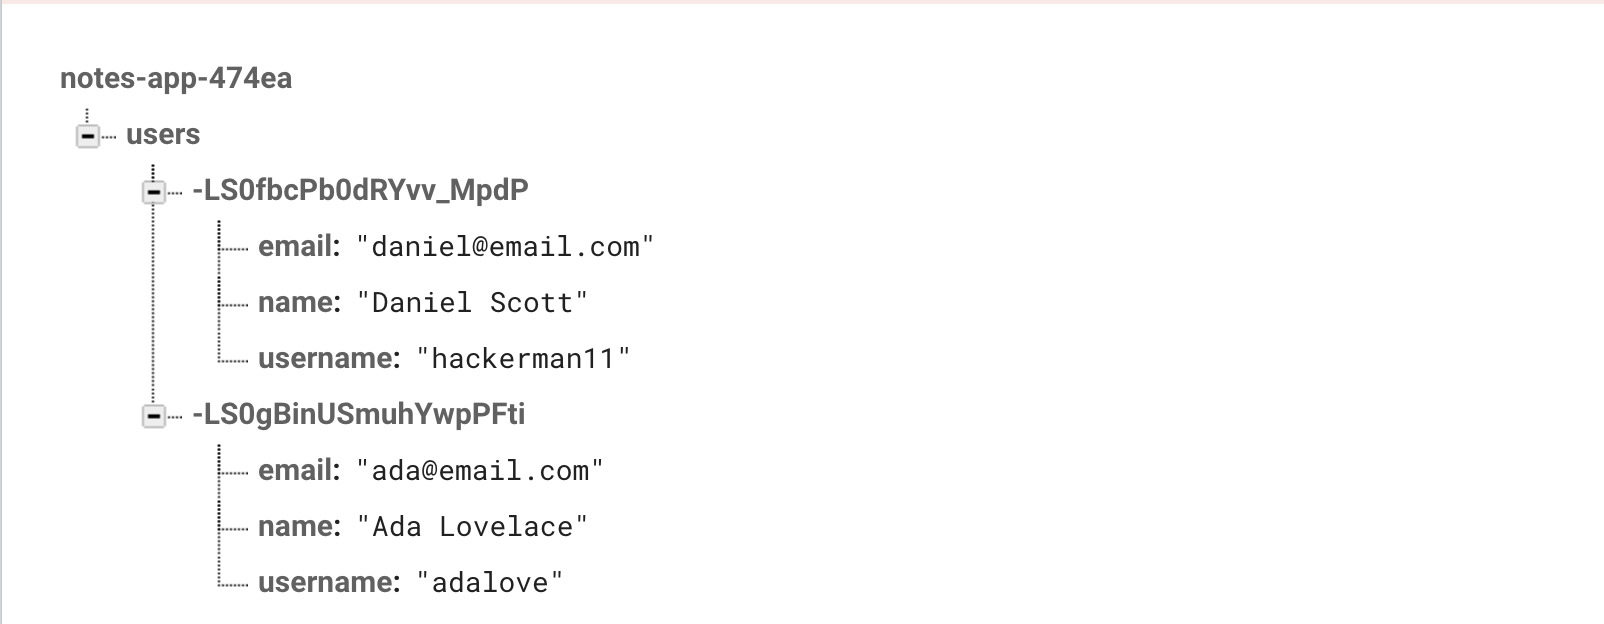 notes-app-474ea
users
-LS0fbcPb0dRYvv_MpdP
email: "daniel@email.com"
name: "Daniel Scott"
username: "hackerman11"
-LS0gBinUSmuhYwpPFti
email: "ada@email.com"
name: "Ada Lovelace"
username: "adalove"